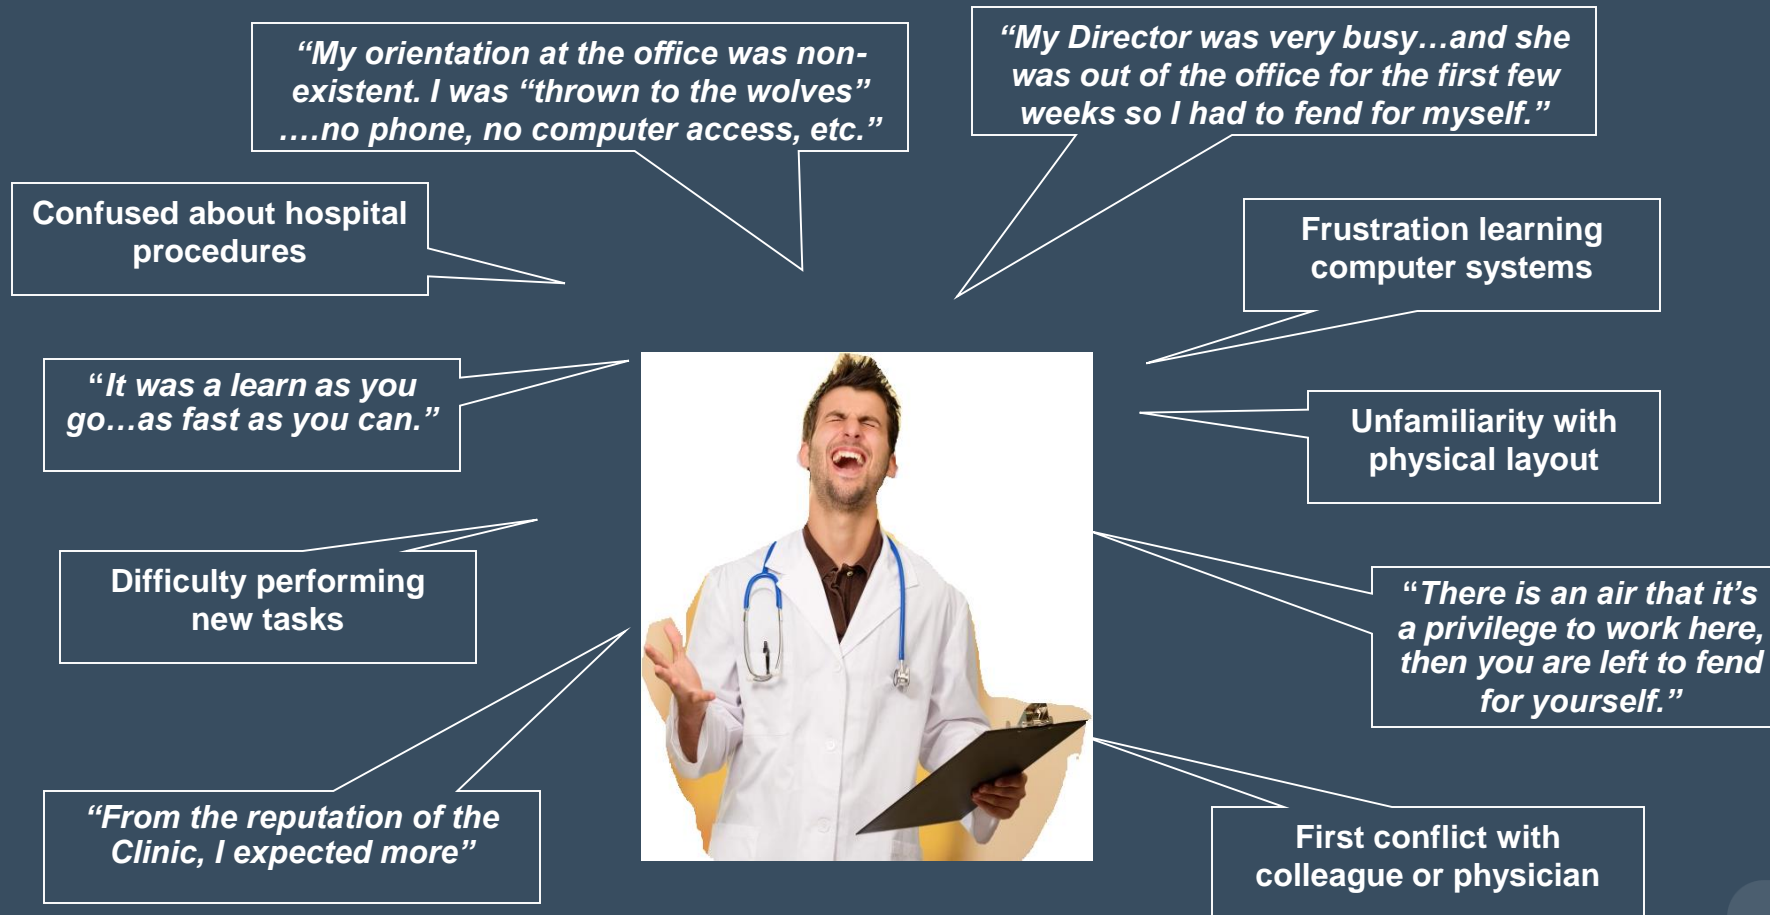 “My orientation at the office was non-
existent. I was “thrown to the wolves”
….no phone, no computer access, etc.”
“My Director was very busy…and she
was out of the office for the first few
weeks so I had to fend for myself.”
Confused about hospital
procedures
Frustration learning
computer systems
“It was a learn as you
go…as fast as you can.”
Unfamiliarity with
physical layout
Difficulty performing
new tasks
“There is an air that it’s
a privilege to work here,
then you are left to fend
for yourself.”
“From the reputation of the
Clinic, I expected more”
First conflict with
colleague or physician